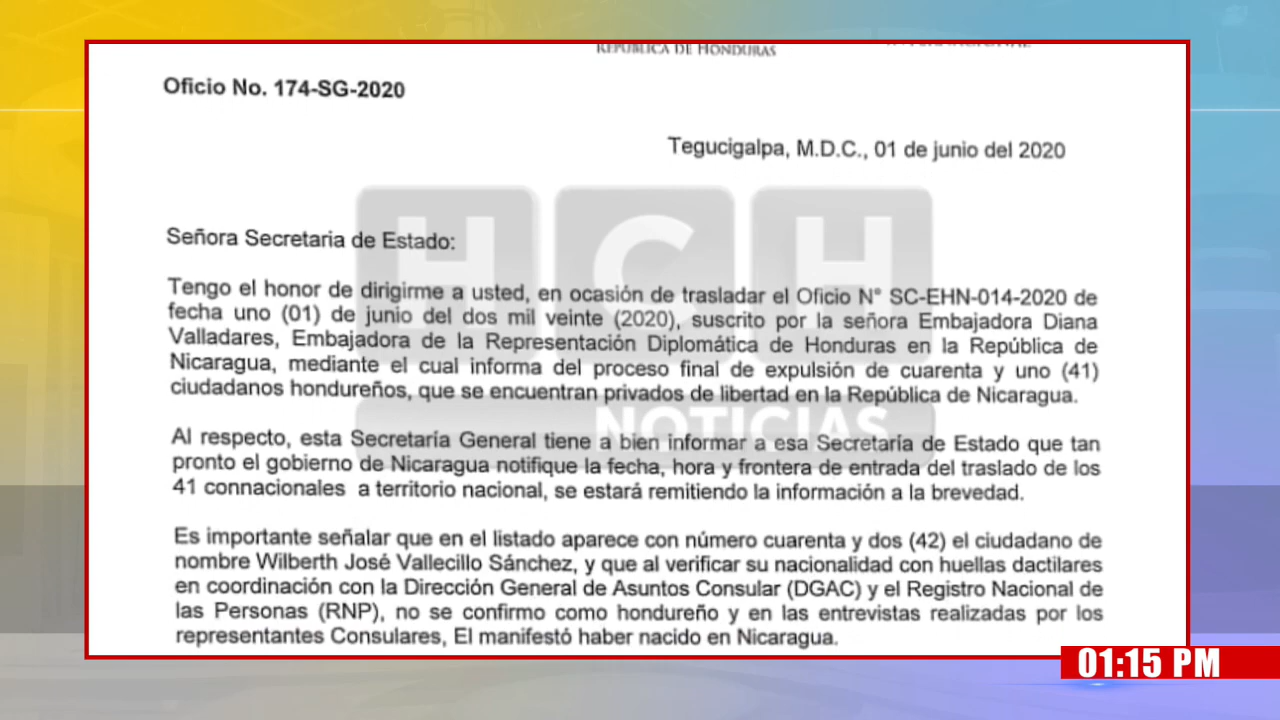 REPÚBLICA DE HONDURAS
Oficio No. 174-SG-2020
Tegucigalpa, M.D.C., 01 de junio del 2020
Señora Secretaria de Estado:
Tengo el honor de dirigirme a usted, en ocasión de trasladar el Oficio N° SC-EHN-014-2020 de
fecha uno (01) de junio del dos mil veinte (2020), suscrito por la señora Embajadora Diana
Valladares, Embajadora de la Representación Diplomática de Honduras en la República de
Nicaragua, mediante el cual informa del proceso final de expulsión de cuarenta y uno (41)
ciudadanos hondureños, que se encuentran privados de libertad en la República de Nicaragua.
HCH
NOTICIAS
Al respecto, esta Secretaría General tiene a bien informar a esa Secretaría de Estado que tan
pronto el gobierno de Nicaragua notifique la fecha, hora y frontera de entrada del traslado de los
41 connacionales a territorio nacional, se estará remitiendo la información a la brevedad.
Es importante señalar que en el listado aparece con número cuarenta y dos (42) el ciudadano de
nombre Wilberth José Vallecillo Sánchez, y que al verificar su nacionalidad con huellas dactilares
en coordinación con la Dirección General de Asuntos Consular (DGAC) y el Registro Nacional de
las Personas (RNP), no se confirmo como hondureño y en las entrevistas realizadas por los
representantes Consulares, El manifestó haber nacido en Nicaragua.
01:15 PM